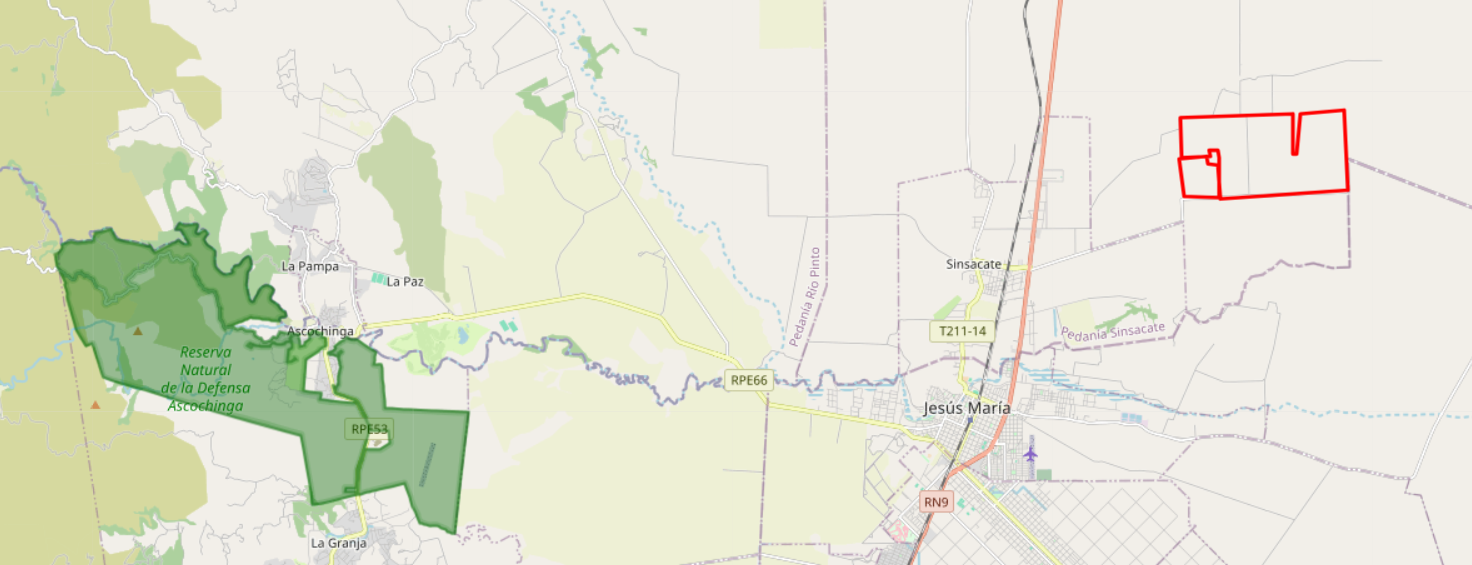 Sinsacate
La Pampa
La Paz
Pedanía Río Pinto
Ascochinga
T211-14
Pedanía Sinsacate
Reserva
Natural
de la Defensa
Ascochinga
RPE66
Jesús María
RPE53
RN9
La Granja